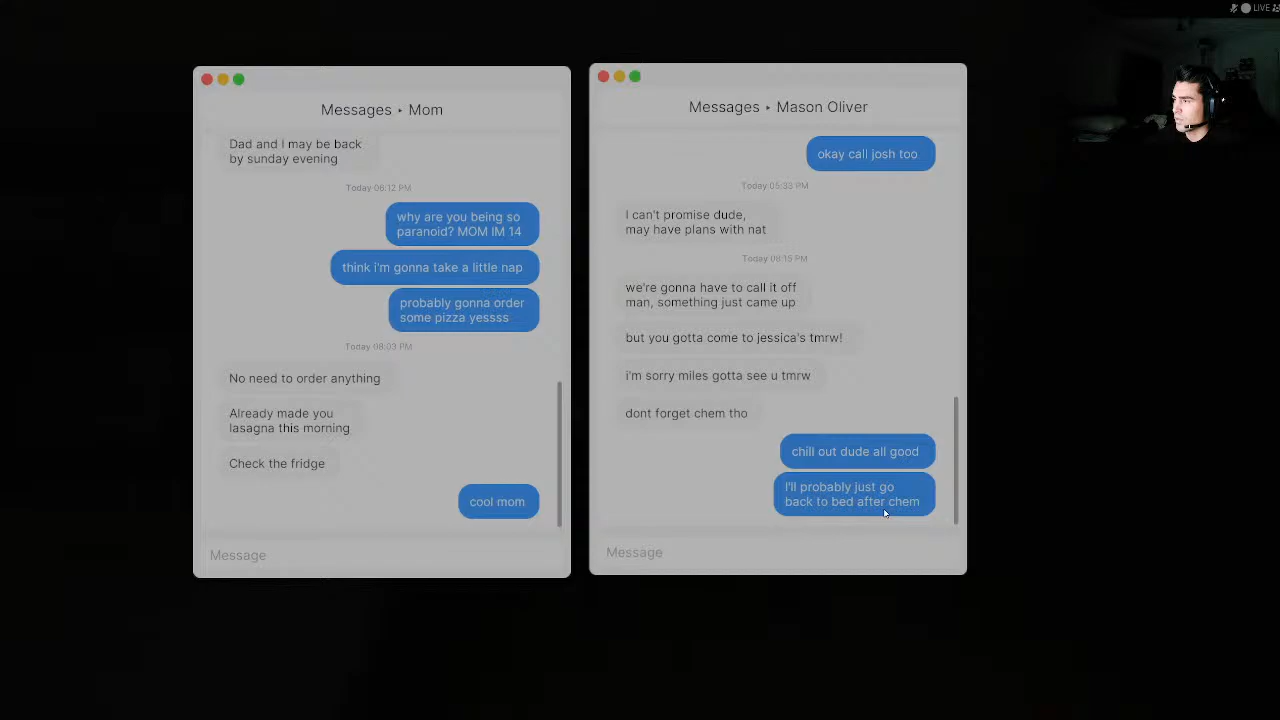 LIVE
Messages ‣ Mom
Dad and I may be back
by sunday evening
Today 06:12 PM
why are you being so
paranoid? MOM IM 14
think i'm gonna take a little nap
probably gonna order
some pizza yessss
Today 08:03 PM
No need to order anything
Already made you
lasagna this morning
Check the fridge
cool mom
Message
Messages ‣ Mason Oliver
okay call josh too
Today 05:33 PM
I can't promise dude,
may have plans with nat
Today 08:15 PM
we're gonna have to call it off
man, something just came up
but you gotta come to jessica's tmrw!
i'm sorry miles gotta see u tmrw
dont forget chem tho
chill out dude all good
I'll probably just go
back to bed after chem
Message